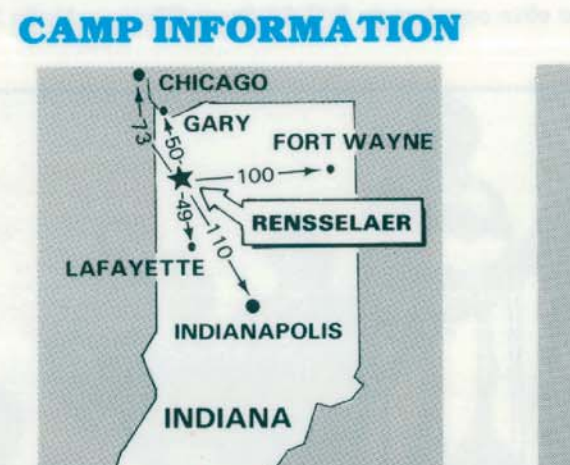 CAMP INFORMATION
CHICAGO
GARY
73
50
FORT WAYNE
100
RENSSELAER
49
110
LAFAYETTE
INDIANAPOLIS
INDIANA